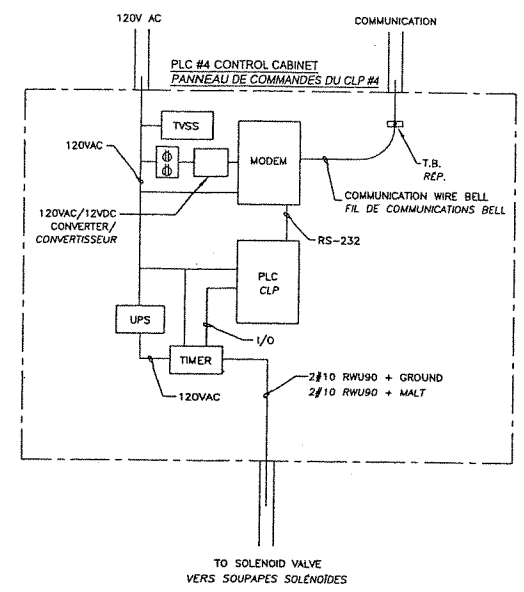 120V AC
COMMUNICATION
PLC #4 CONTROL CABINET
PANNEAU DE COMMANDES DU CLP #4
TVSS
120VAC
MODEM
T.B.
RÉP.
COMMUNICATION WIRE BELL
FIL DE COMMUNICATIONS BELL
120VAC/12VDC
CONVERTER/
CONVERTISSEUR
RS-232
PLC
CLP
UPS
I/O
TIMER
120VAC
2#10 RWU90 + GROUND
2#10 RWU90 + MALT
TO SOLENOID VALVE
VERS SOUPAPES SOLÉNOÏDES